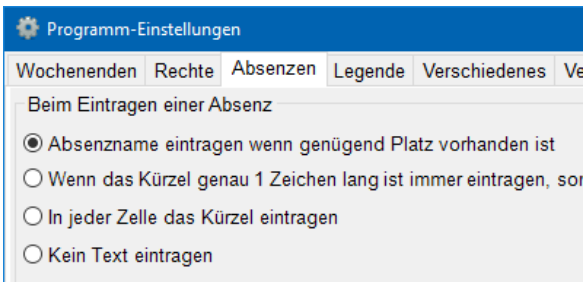 Programm-Einstellungen
Wochenenden Rechte Absenzen Legende Verschiedenes
Beim Eintragen einer Absenz
Absenzname eintragen wenn genügend Platz vorhanden ist
Wenn das Kürzel genau 1 Zeichen lang ist immer eintragen,
In jeder Zelle das Kürzel eintragen
Kein Text eintragen